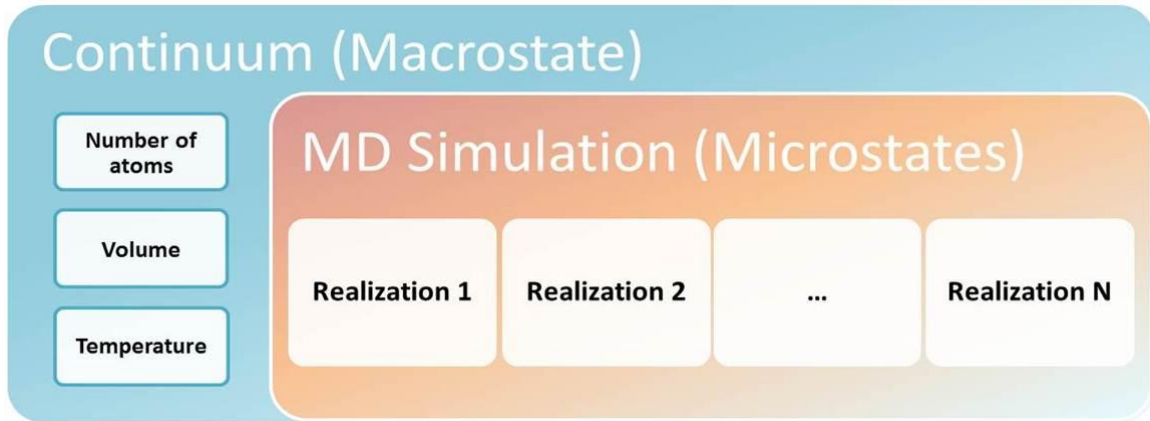 Continuum (Macrostate)
Number of
atoms
Volume
Temperature
MD Simulation (Microstates)
Realization 1
Realization 2
...
Realization N